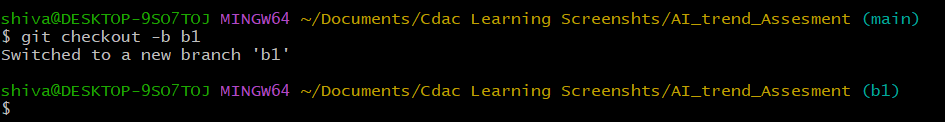 shiva@DESKTOP-9SO7TOJ MINGW64 ~/Documents/Cdac Learning Screenshts/AI_trend_Assesment (main)
$ git checkout -b b1
Switched to a new branch 'b1'
shiva@DESKTOP-9SO7TOJ MINGW64 ~/Documents/Cdac Learning Screenshts/AI_trend_Assesment (b1)
$